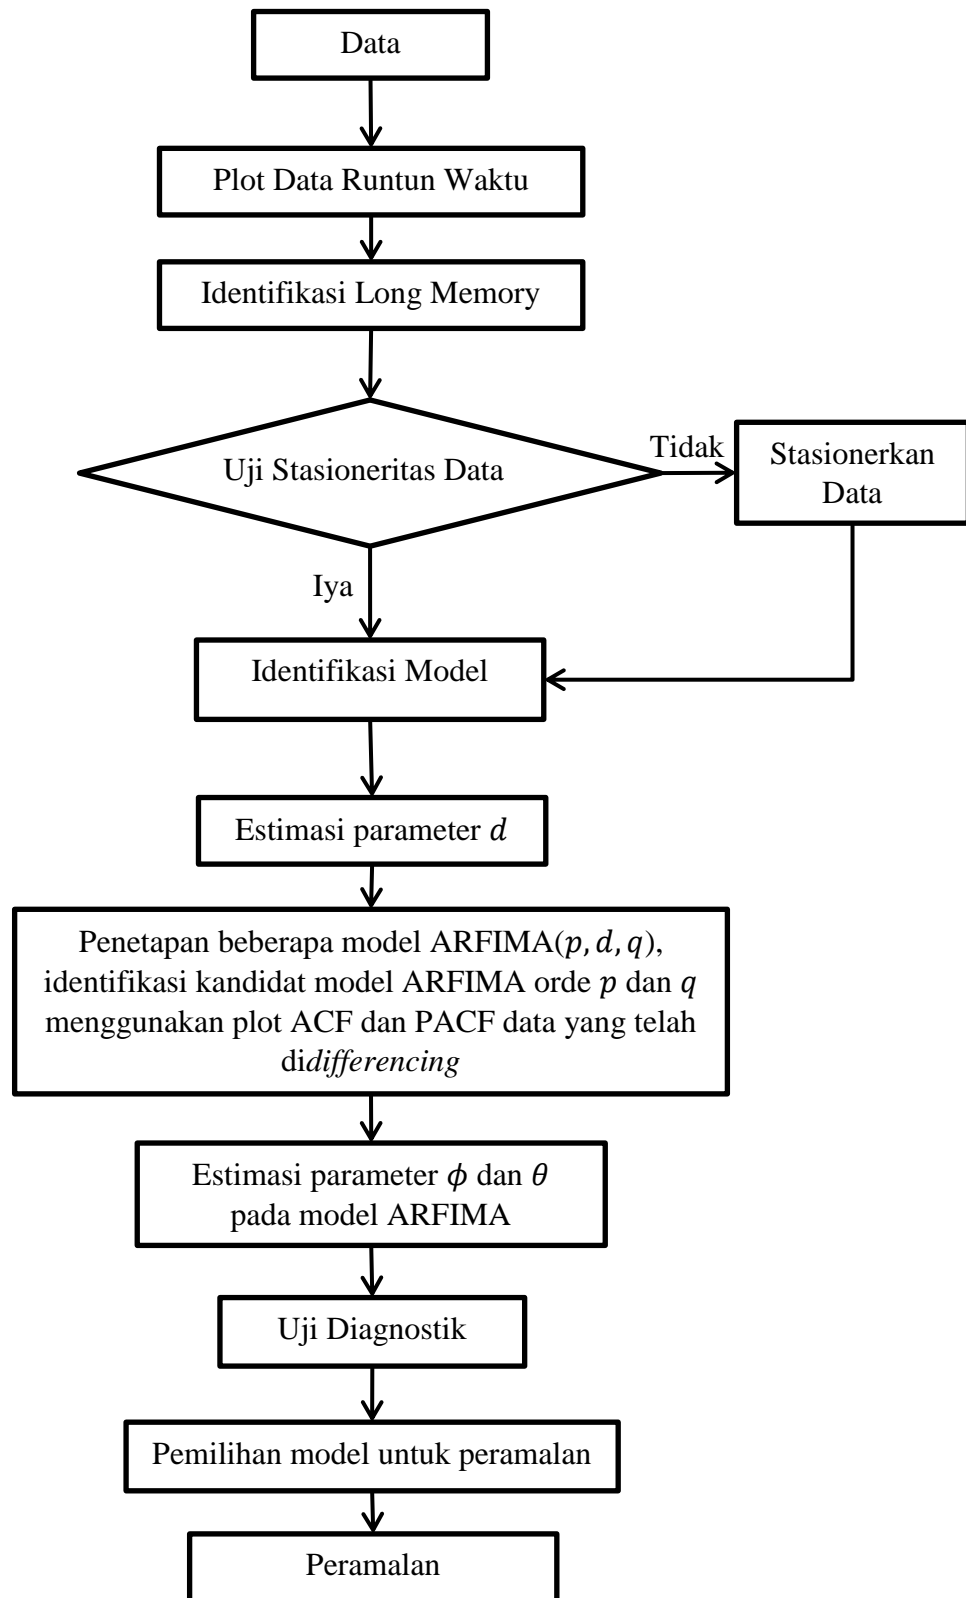 Data
Plot Data Runtun Waktu
Identifikasi Long Memory
Uji Stasioneritas Data
Tidak
Stasionerkan
Data
Iya
Identifikasi Model
Estimasi parameter 𝑑
Penetapan beberapa model ARFIMA(𝑝, 𝑑, 𝑞),
identifikasi kandidat model ARFIMA orde 𝑝 dan 𝑞
menggunakan plot ACF dan PACF data yang telah
didifferencing
Estimasi parameter 𝜙 dan 𝜃
pada model ARFIMA
Uji Diagnostik
Pemilihan model untuk peramalan
Peramalan